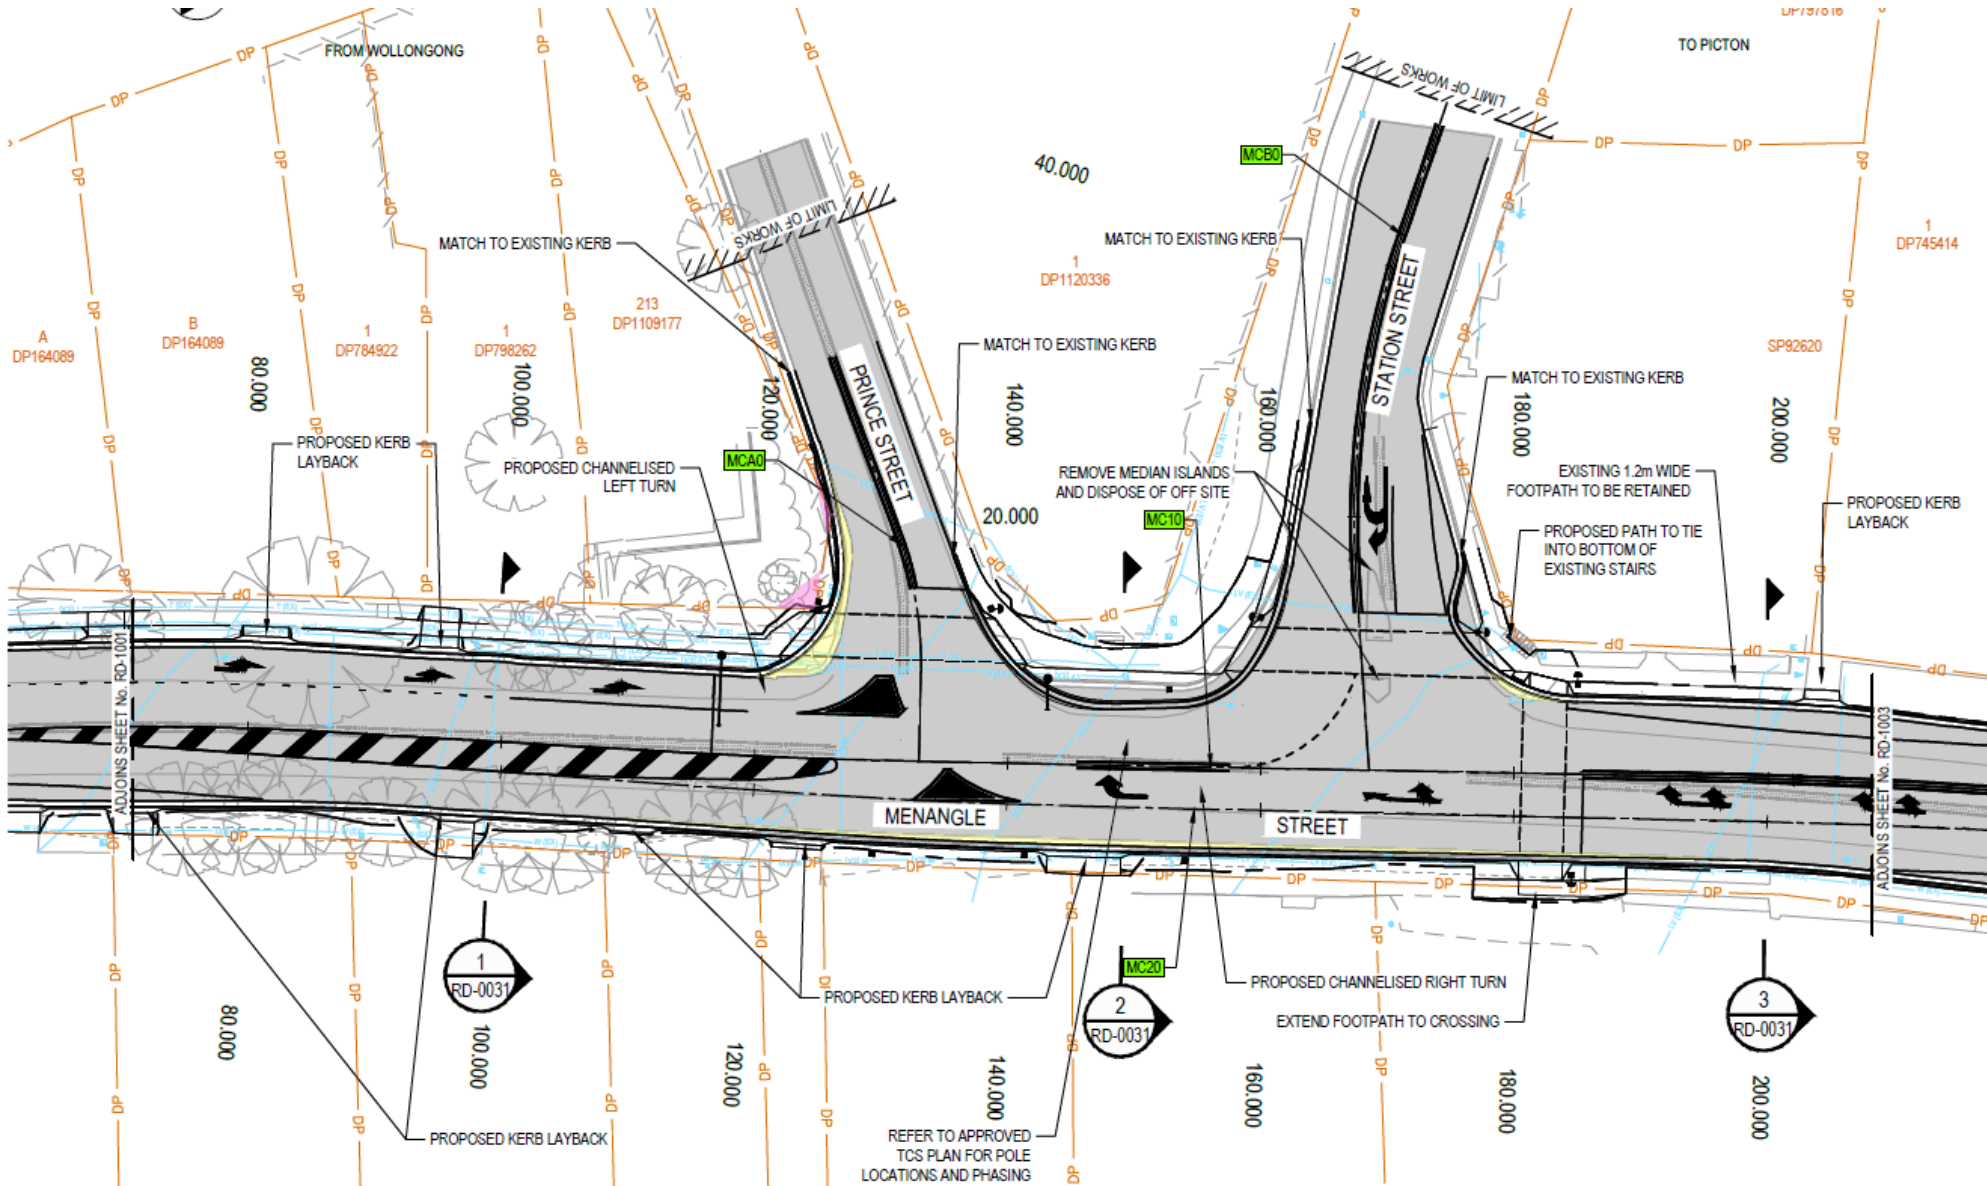 DP797816
FROM WOLLONGONG
TO PICTON
LIMIT OF WORKS
MCB0
40.000
LIMIT OF WORKS
MATCH TO EXISTING KERB
MATCH TO EXISTING KERB
1
DP745414
1
DP1120336
213
DP1109177
STATION STREET
A
DP164089
B
DP164089
1
DP784922
1
DP798262
MATCH TO EXISTING KERB
SP92620
80.000
100.000
120.000
PRINCE STREET
140.000
160.000
MATCH TO EXISTING KERB
180.000
200.000
PROPOSED KERB
LAYBACK
MCA0
PROPOSED CHANNELISED
LEFT TURN
REMOVE MEDIAN ISLANDS
AND DISPOSE OF OFF SITE
EXISTING 1.2m WIDE
FOOTPATH TO BE RETAINED
PROPOSED KERB
LAYBACK
20.000
MC10
PROPOSED PATH TO TIE
INTO BOTTOM OF
EXISTING STAIRS
ADJOINS SHEET No. RD-1001
ADJOINS SHEET No. RD-1003
MENANGLE
STREET
1
RD-0031
MC20
PROPOSED KERB LAYBACK
PROPOSED CHANNELISED RIGHT TURN
2
RD-0031
EXTEND FOOTPATH TO CROSSING
3
RD-0031
80.000
100.000
120.000
140.000
160.000
180.000
200.000
PROPOSED KERB LAYBACK
REFER TO APPROVED
TCS PLAN FOR POLE
LOCATIONS AND PHASING